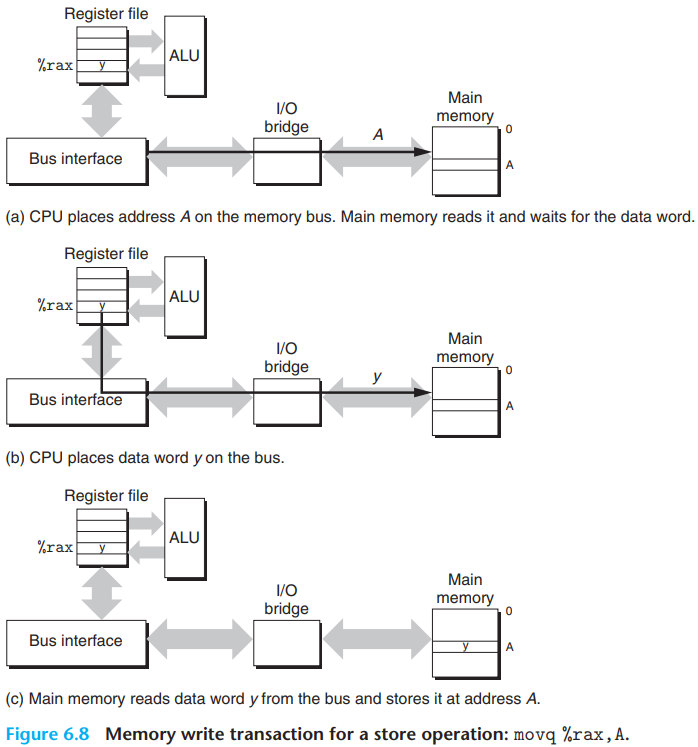 Register file
%rax
y
ALU
I/O
bridge
Main
memory
0
A
A
Bus interface
(a) CPU places address A on the memory bus. Main memory reads it and waits for the data word.
Register file
%rax
y
ALU
I/O
bridge
Main
memory
0
y
A
Bus interface
(b) CPU places data word y on the bus.
Register file
%rax
y
ALU
I/O
bridge
Main
memory
0
y
A
Bus interface
(c) Main memory reads data word y from the bus and stores it at address A.
Figure 6.8 Memory write transaction for a store operation: movq %rax,A.